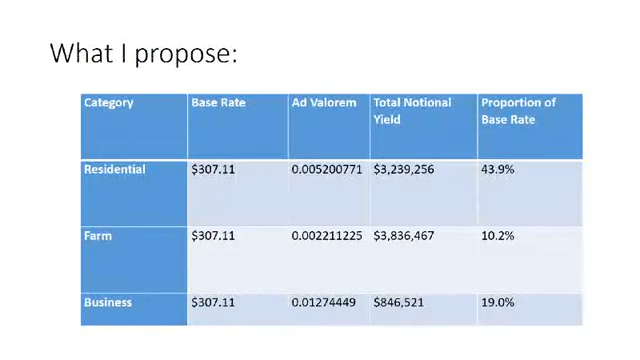 What I propose:
Category Base Rate Ad Valorem Total Notional Yield Proportion of Base Rate
Residential $307.11 0.005200771 $3,239,256 43.9%
Farm $307.11 0.002211225 $3,836,467 10.2%
Business $307.11 0.01274449 $846,521 19.0%